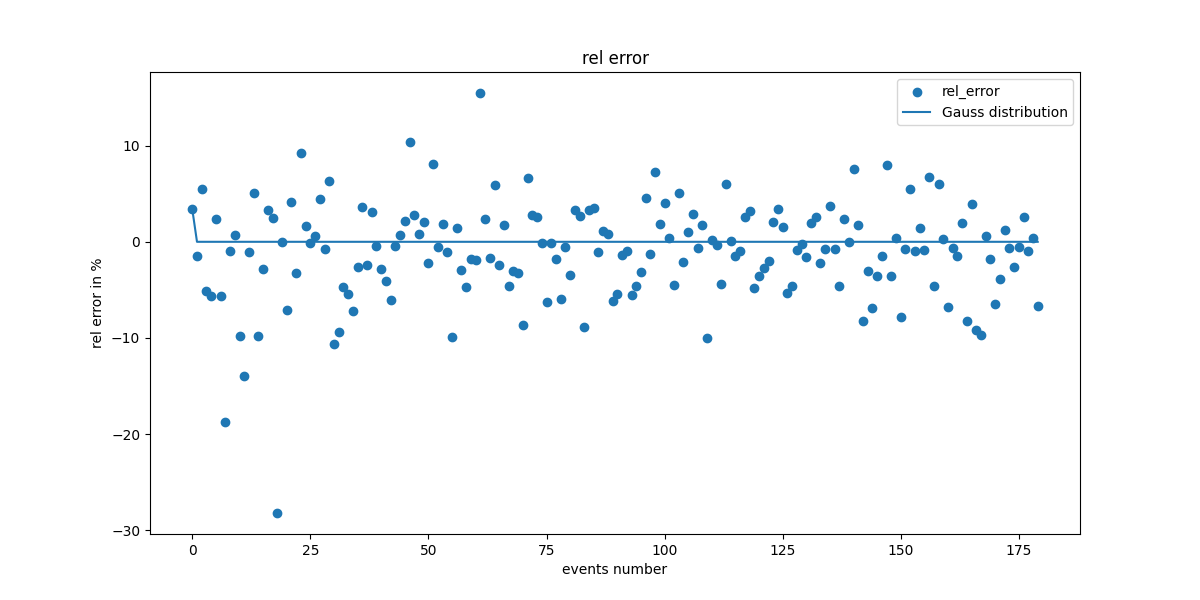 rel error
rel_error
Gauss distribution
10
0
−10
−20
−30
rel error in %
0 25 50 75 100 125 150 175
events number